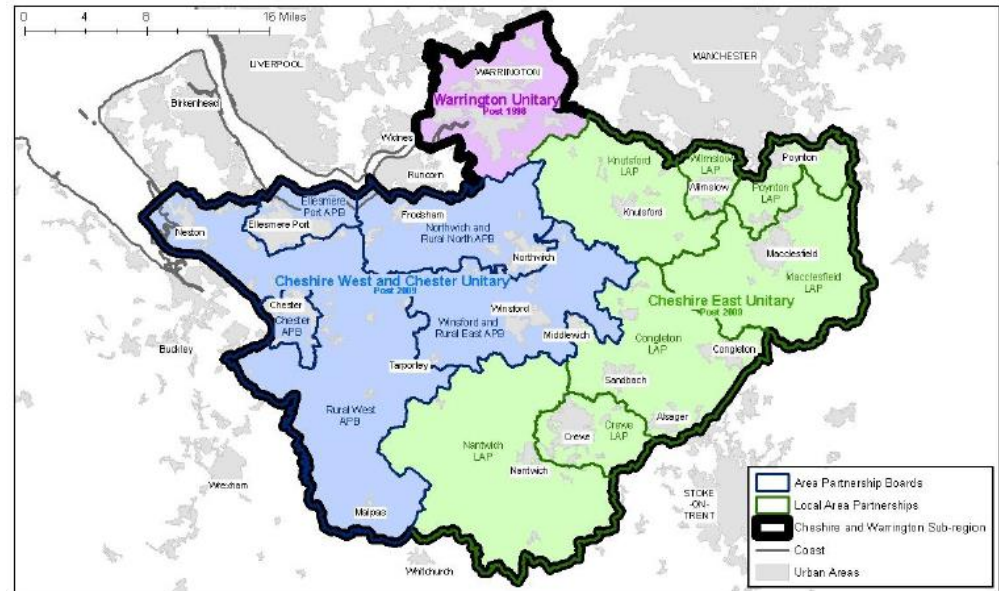 0 4 8 16 Miles
LIVERPOOL
MANCHESTER
WARRINGTON
Warrington Unitary
Post 1998
Birkenhead
Widnes
Runcorn
Knutsford
LAP
Wilmslow
LAP
Wilmslow
Poynton
Poynton
LAP
Ellesmere
Port APB
Ellesmere Port
Frodsham
Northwich and
Rural North APB
Knutsford
Neston
Northwich
Macclesfield
Macclesfield
LAP
Cheshire West and Chester Unitary
Post 2009
Cheshire East Unitary
Post 2009
Chester
Chester
APB
Winsford
Winsford and
Rural East APB
Middlewich
Congleton
LAP
Congleton
Buckley
Tarporley
Sandbach
Rural West
APB
Alsager
Crewe
Crewe
LAP
Nantwich
LAP
Nantwich
Wrexham
Malpas
Whitchurch
STOKE
-ON-
TRENT
Area Partnership Boards
Local Area Partnerships
Cheshire and Warrington Sub-region
Coast
Urban Areas